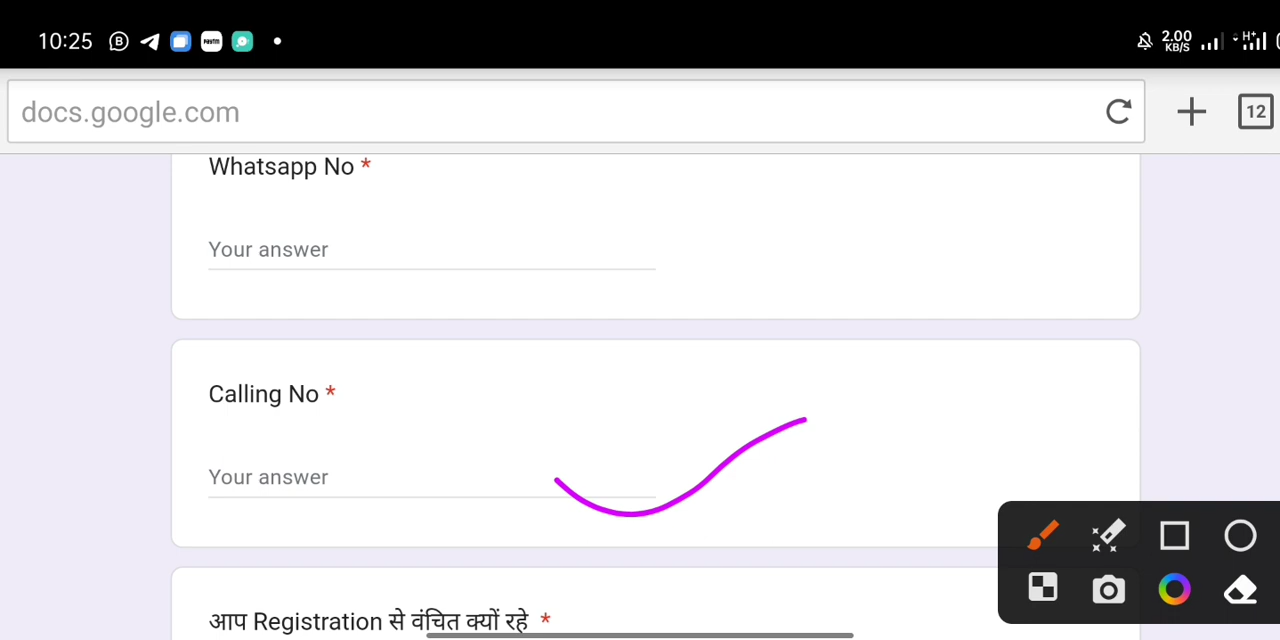 10:25 B Paytm 2.00 KB/S H+
docs.google.com 12
Whatsapp No *
Your answer
Calling No *
Your answer
आप Registration से वंचित क्यों रहे *